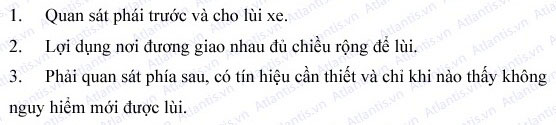 1. Quan sát phái trước và cho lùi xe.
2. Lợi dụng nơi đương giao nhau đủ chiều rộng để lùi.
3. Phải quan sát phía sau, có tín hiệu cần thiết và chỉ khi nào thấy không
nguy hiểm mới được lùi.